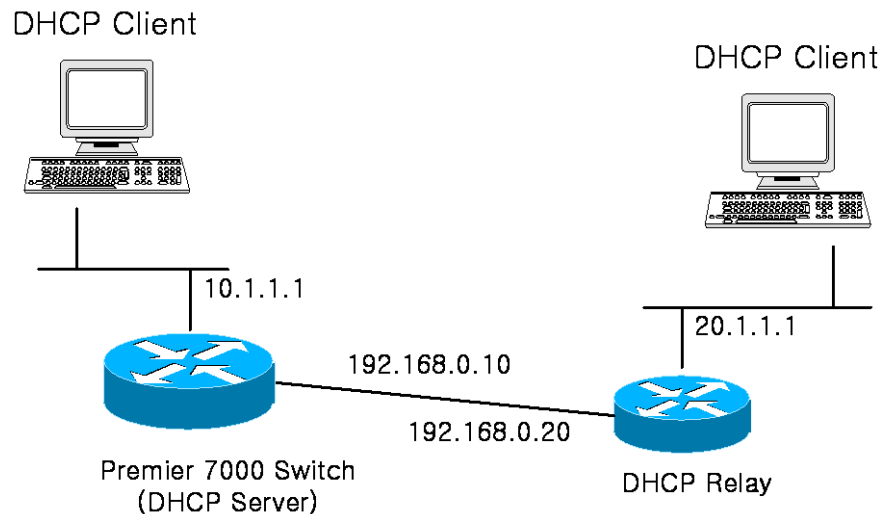 DHCP Client
DHCP Client
10.1.1.1
20.1.1.1
192.168.0.10
192.168.0.20
Premier 7000 Switch
(DHCP Server)
DHCP Relay